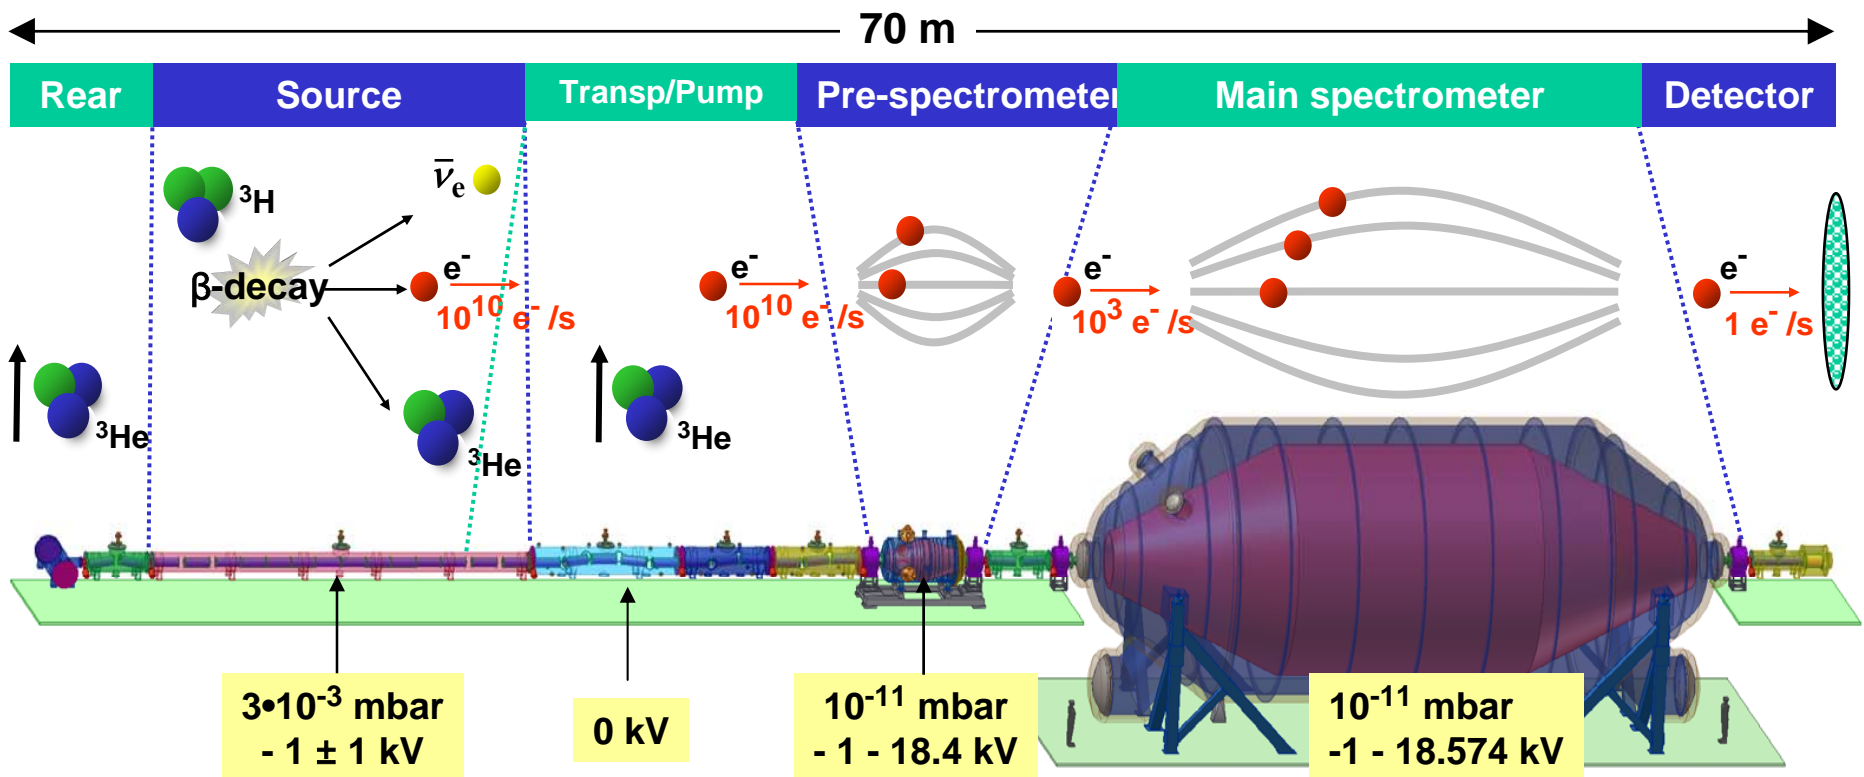 70 m
Rear Source Transp/Pump Pre-spectrometer Main spectrometer Detector
ν̅e
³H
β-decay
e⁻
10¹⁰ e⁻ /s
e⁻
10¹⁰ e⁻ /s
e⁻
10³ e⁻ /s
e⁻
1 e⁻ /s
³He
³He
³He
3•10⁻³ mbar
- 1 ± 1 kV
0 kV
10⁻¹¹ mbar
- 1 - 18.4 kV
10⁻¹¹ mbar
-1 - 18.574 kV